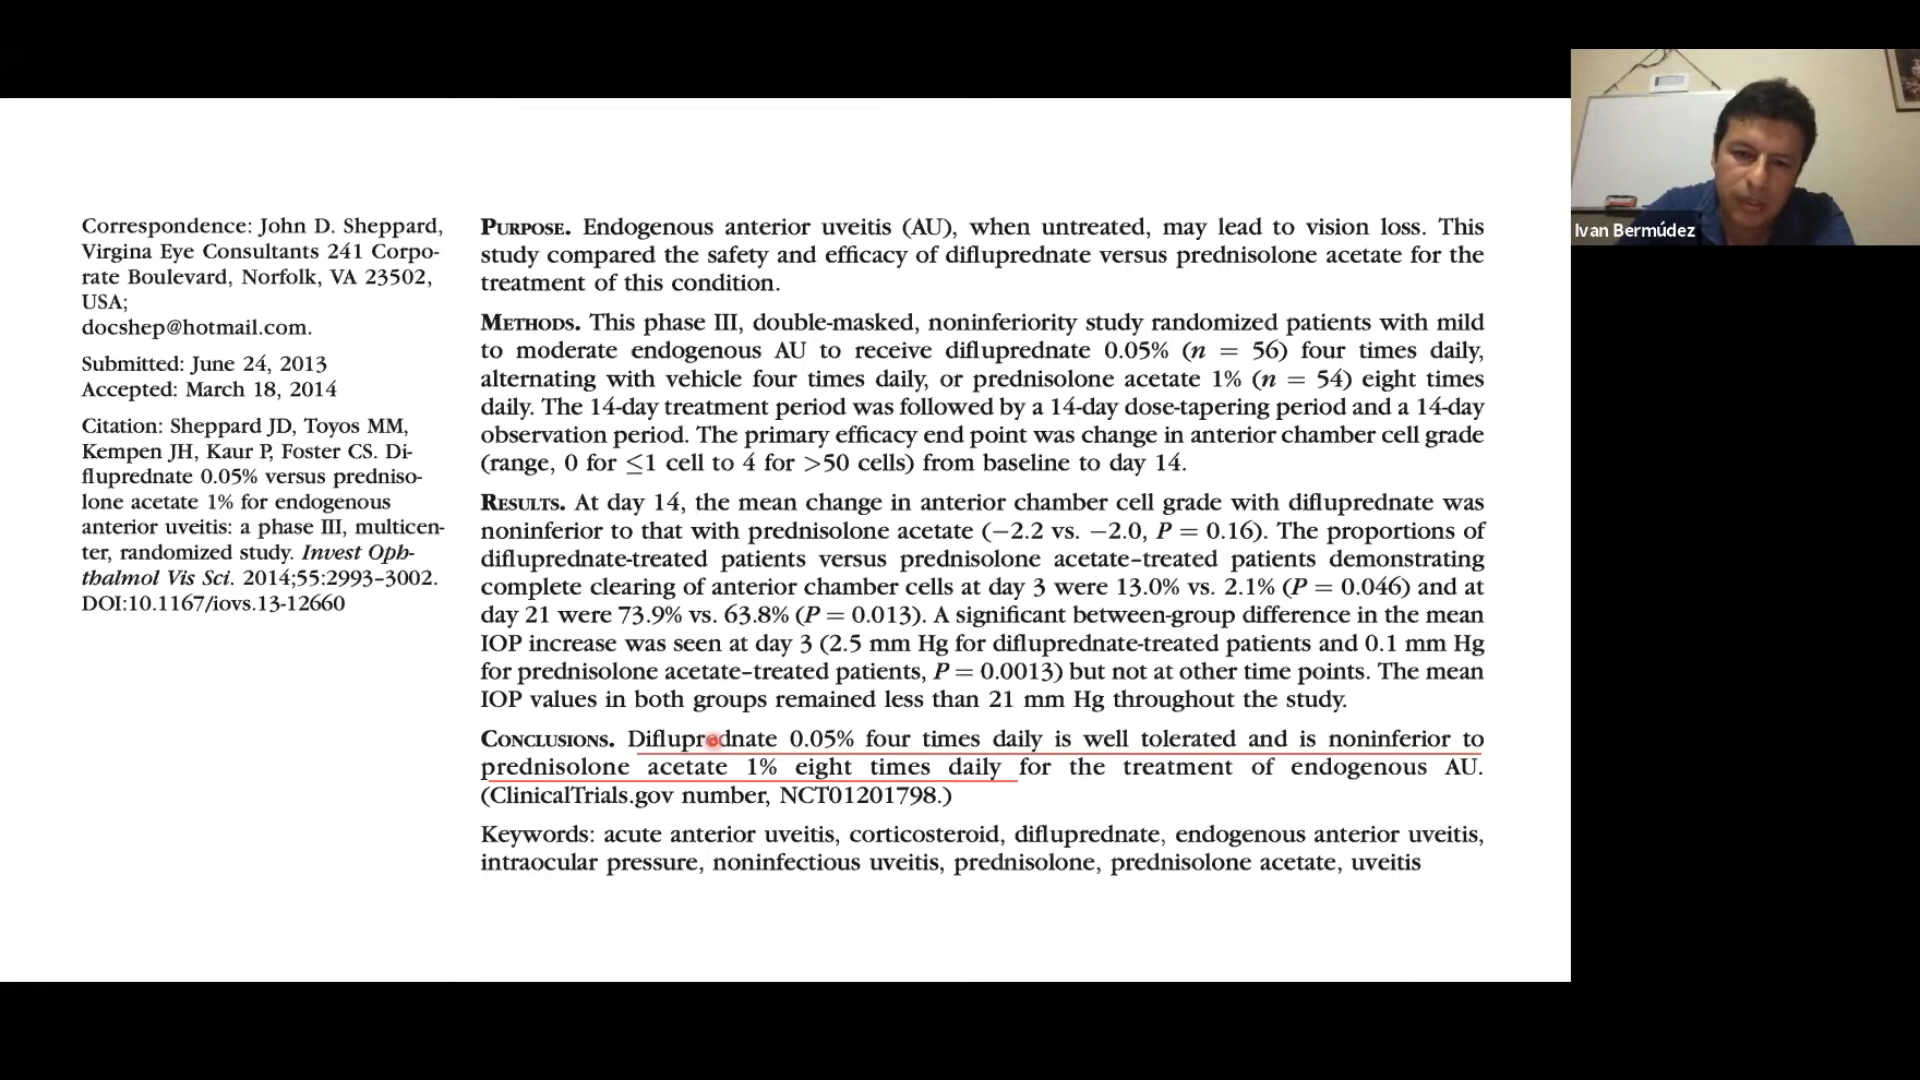 Correspondence: John D. Sheppard,
Virgina Eye Consultants 241 Corpo-
rate Boulevard, Norfolk, VA 23502,
USA;
docshep@hotmail.com.
Submitted: June 24, 2013
Accepted: March 18, 2014
Citation: Sheppard JD, Toyos MM,
Kempen JH, Kaur P, Foster CS. Di-
fluprednate 0.05% versus predniso-
lone acetate 1% for endogenous
anterior uveitis: a phase III, multicen-
ter, randomized study. Invest Oph-
thalmol Vis Sci. 2014;55:2993–3002.
DOI:10.1167/iovs.13-12660
PURPOSE. Endogenous anterior uveitis (AU), when untreated, may lead to vision loss. This
study compared the safety and efficacy of difluprednate versus prednisolone acetate for the
treatment of this condition.
METHODS. This phase III, double-masked, noninferiority study randomized patients with mild
to moderate endogenous AU to receive difluprednate 0.05% (n = 56) four times daily,
alternating with vehicle four times daily, or prednisolone acetate 1% (n = 54) eight times
daily. The 14-day treatment period was followed by a 14-day dose-tapering period and a 14-day
observation period. The primary efficacy end point was change in anterior chamber cell grade
(range, 0 for ≤1 cell to 4 for >50 cells) from baseline to day 14.
RESULTS. At day 14, the mean change in anterior chamber cell grade with difluprednate was
noninferior to that with prednisolone acetate (−2.2 vs. −2.0, P = 0.16). The proportions of
difluprednate-treated patients versus prednisolone acetate–treated patients demonstrating
complete clearing of anterior chamber cells at day 3 were 13.0% vs. 2.1% (P = 0.046) and at
day 21 were 73.9% vs. 63.8% (P = 0.013). A significant between-group difference in the mean
IOP increase was seen at day 3 (2.5 mm Hg for difluprednate-treated patients and 0.1 mm Hg
for prednisolone acetate–treated patients, P = 0.0013) but not at other time points. The mean
IOP values in both groups remained less than 21 mm Hg throughout the study.
CONCLUSIONS. Difluprednate 0.05% four times daily is well tolerated and is noninferior to
prednisolone acetate 1% eight times daily for the treatment of endogenous AU.
(ClinicalTrials.gov number, NCT01201798.)
Keywords: acute anterior uveitis, corticosteroid, difluprednate, endogenous anterior uveitis,
intraocular pressure, noninfectious uveitis, prednisolone, prednisolone acetate, uveitis
Ivan Bermúdez